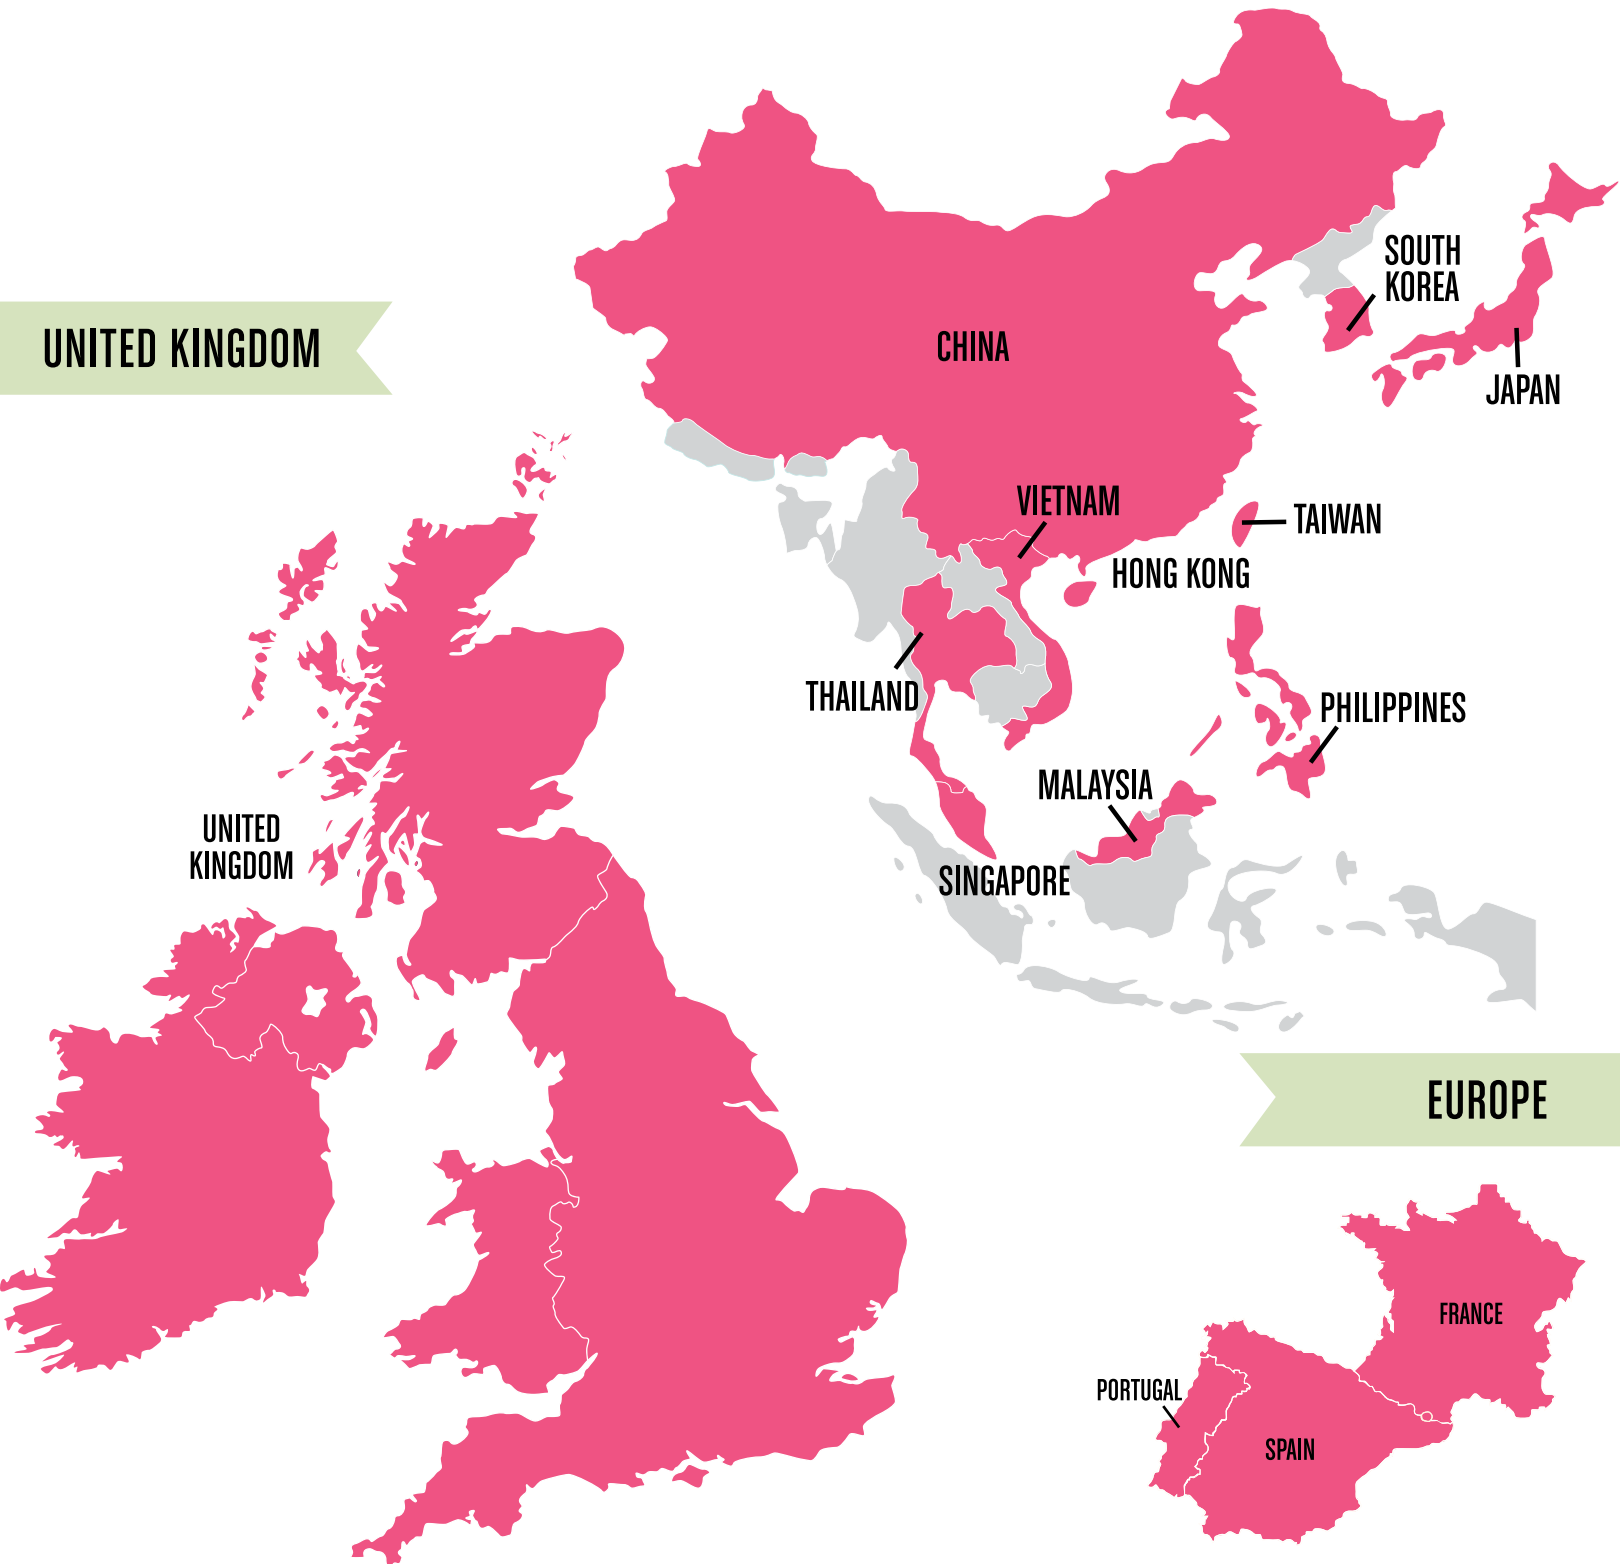 UNITED KINGDOM
CHINA
SOUTH
KOREA
JAPAN
VIETNAM
TAIWAN
HONG KONG
THAILAND
PHILIPPINES
MALAYSIA
SINGAPORE
UNITED
KINGDOM
EUROPE
FRANCE
PORTUGAL
SPAIN